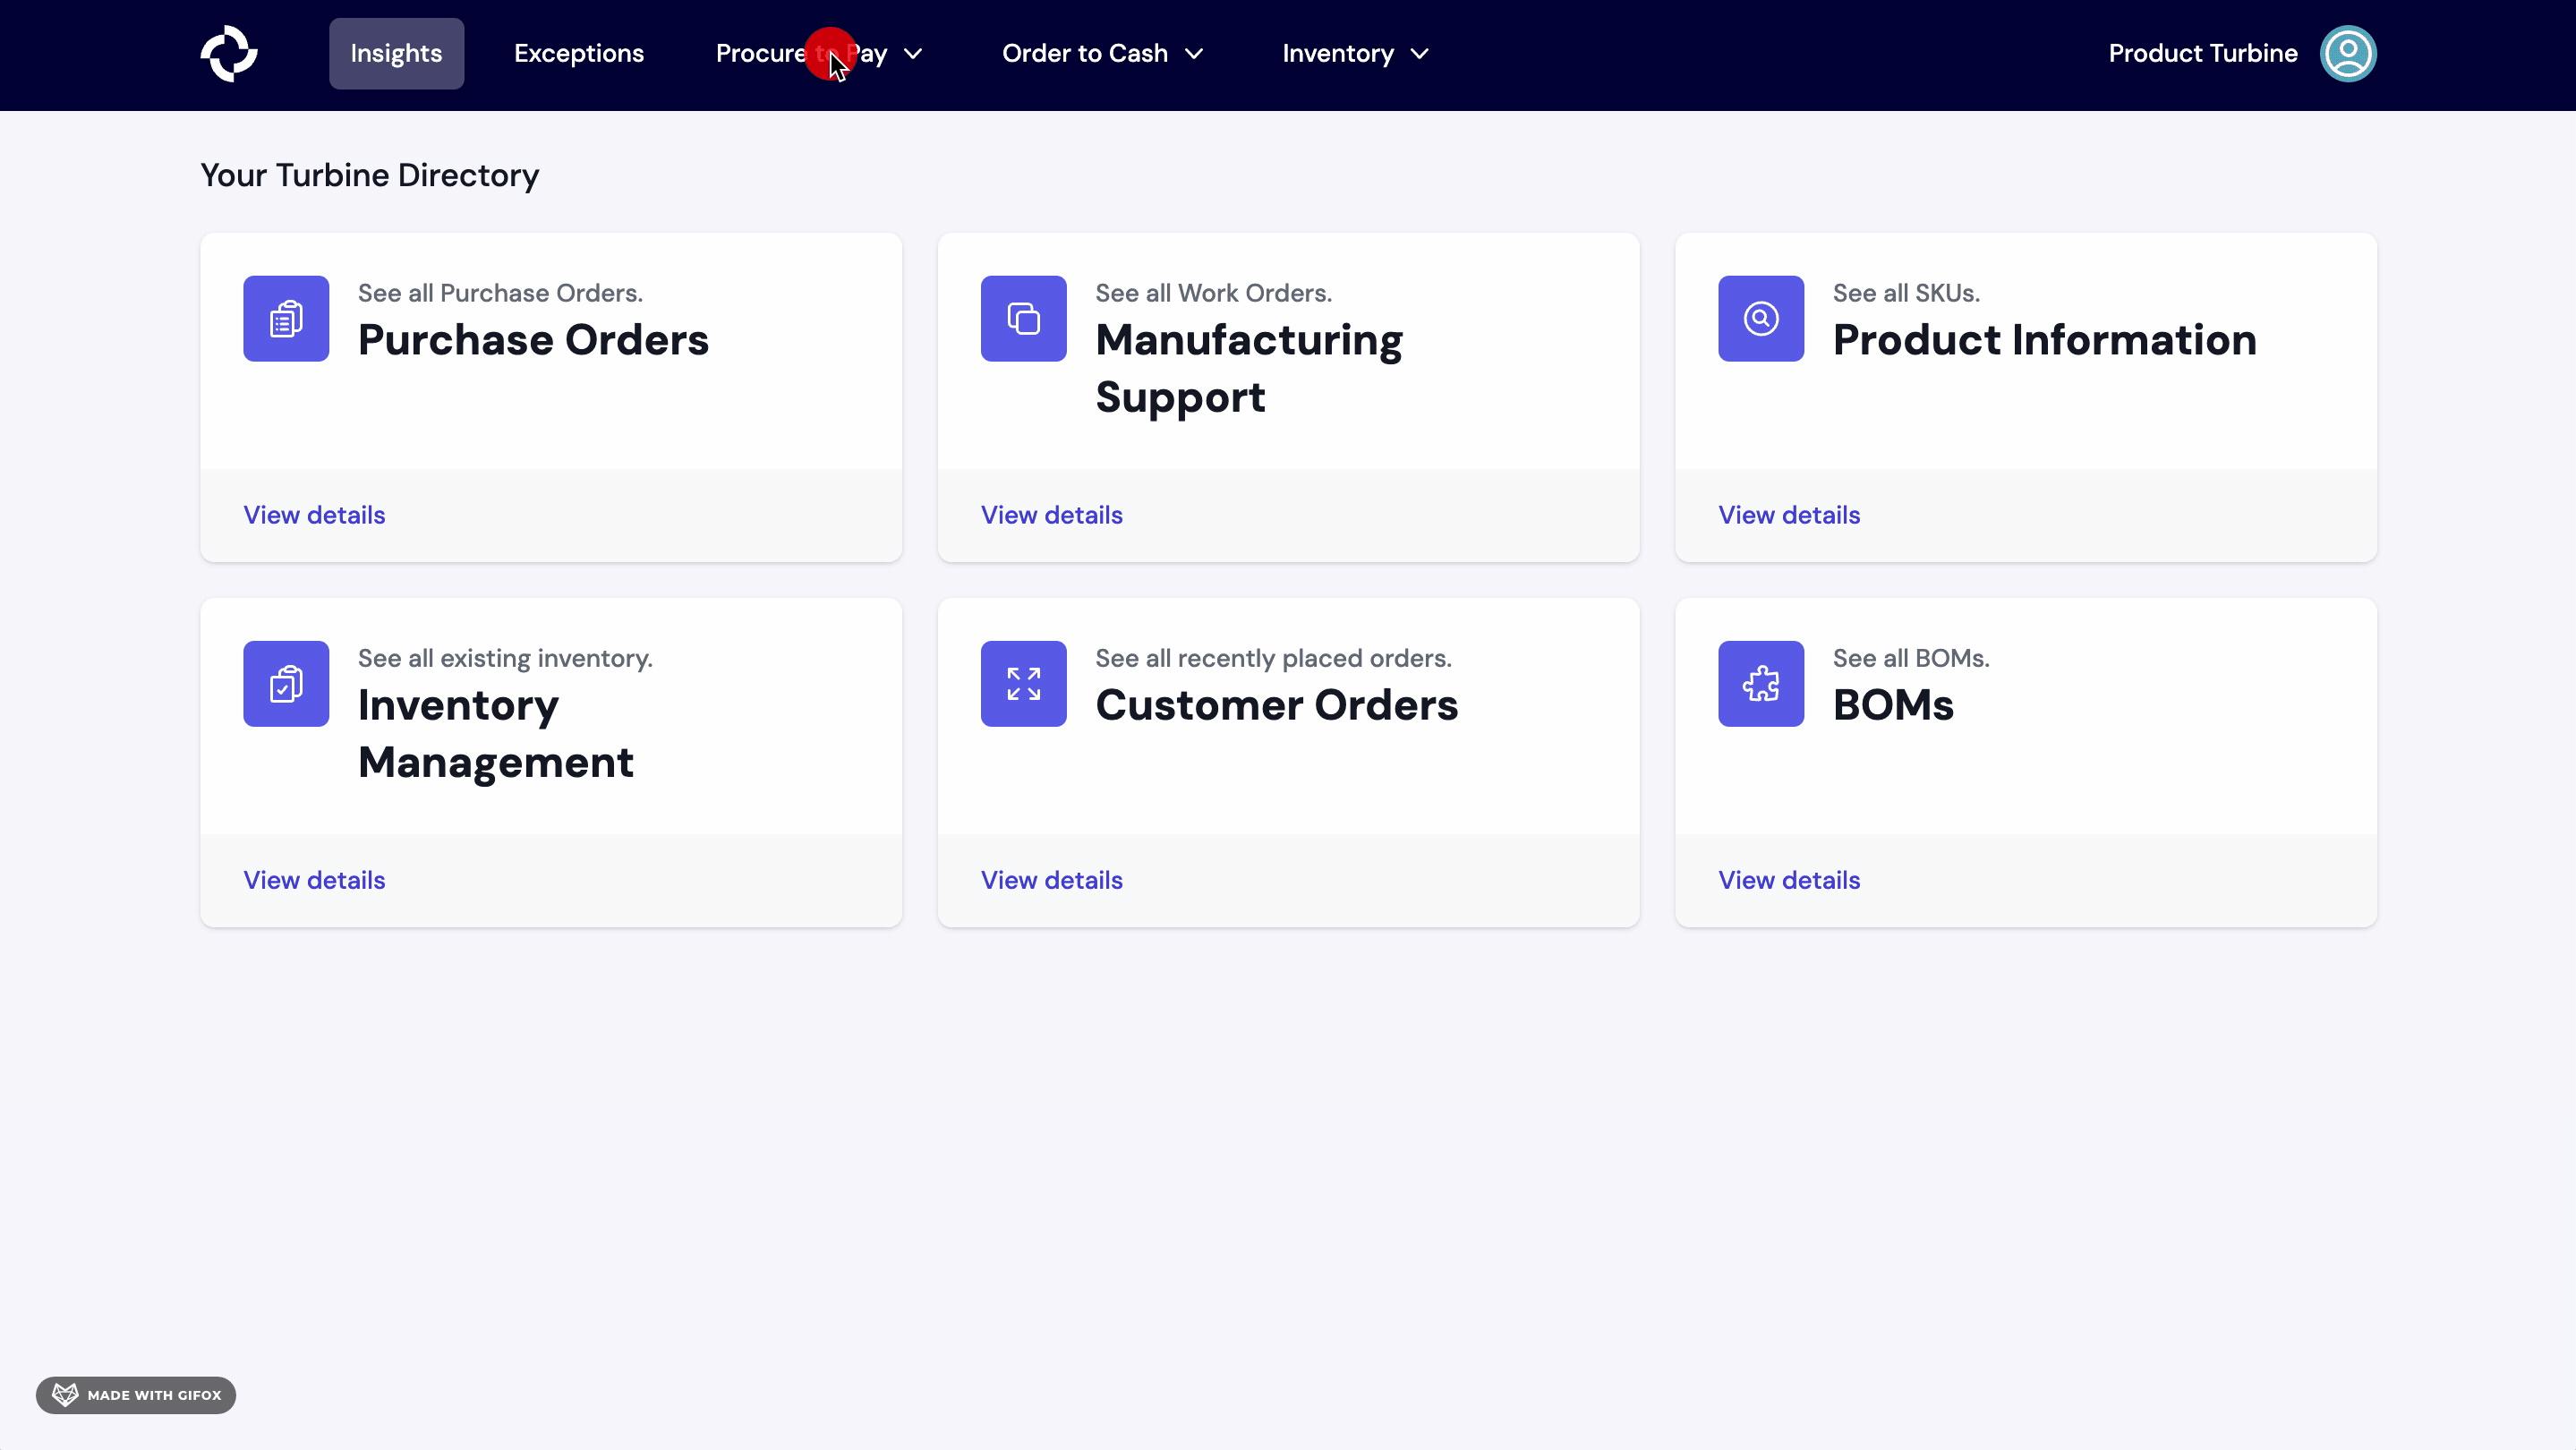 Insights
Exceptions
Procure to Pay
Order to Cash
Inventory
Product Turbine
Your Turbine Directory
See all Purchase Orders.
Purchase Orders
View details
See all Work Orders.
Manufacturing
Support
View details
See all SKUs.
Product Information
View details
See all existing inventory.
Inventory
Management
View details
See all recently placed orders.
Customer Orders
View details
See all BOMs.
BOMs
View details
MADE WITH GIFOX